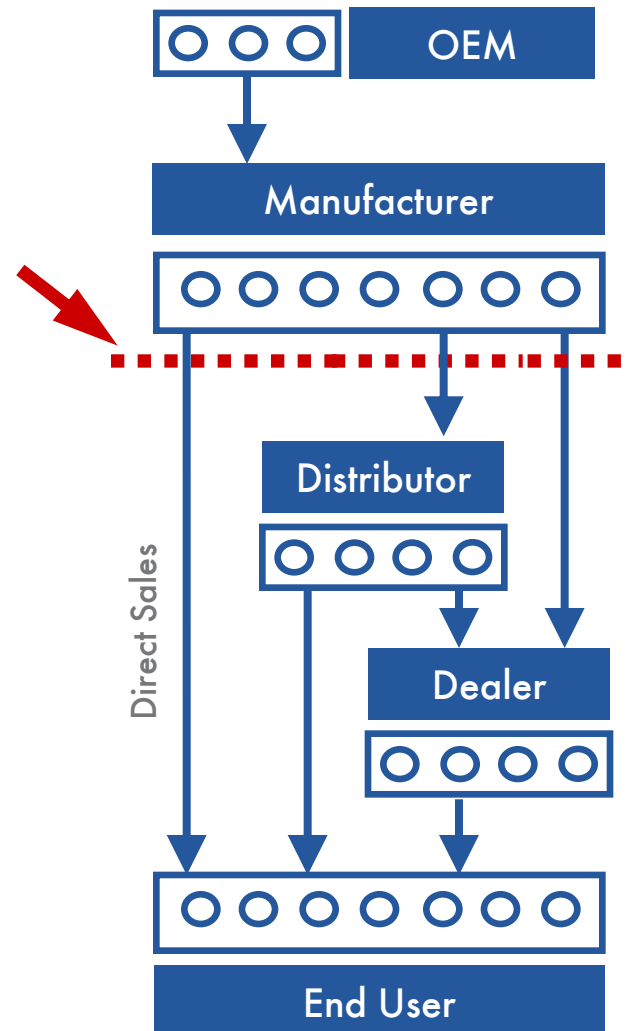 OEM
Manufacturer
Distributor
Direct Sales
Dealer
End User